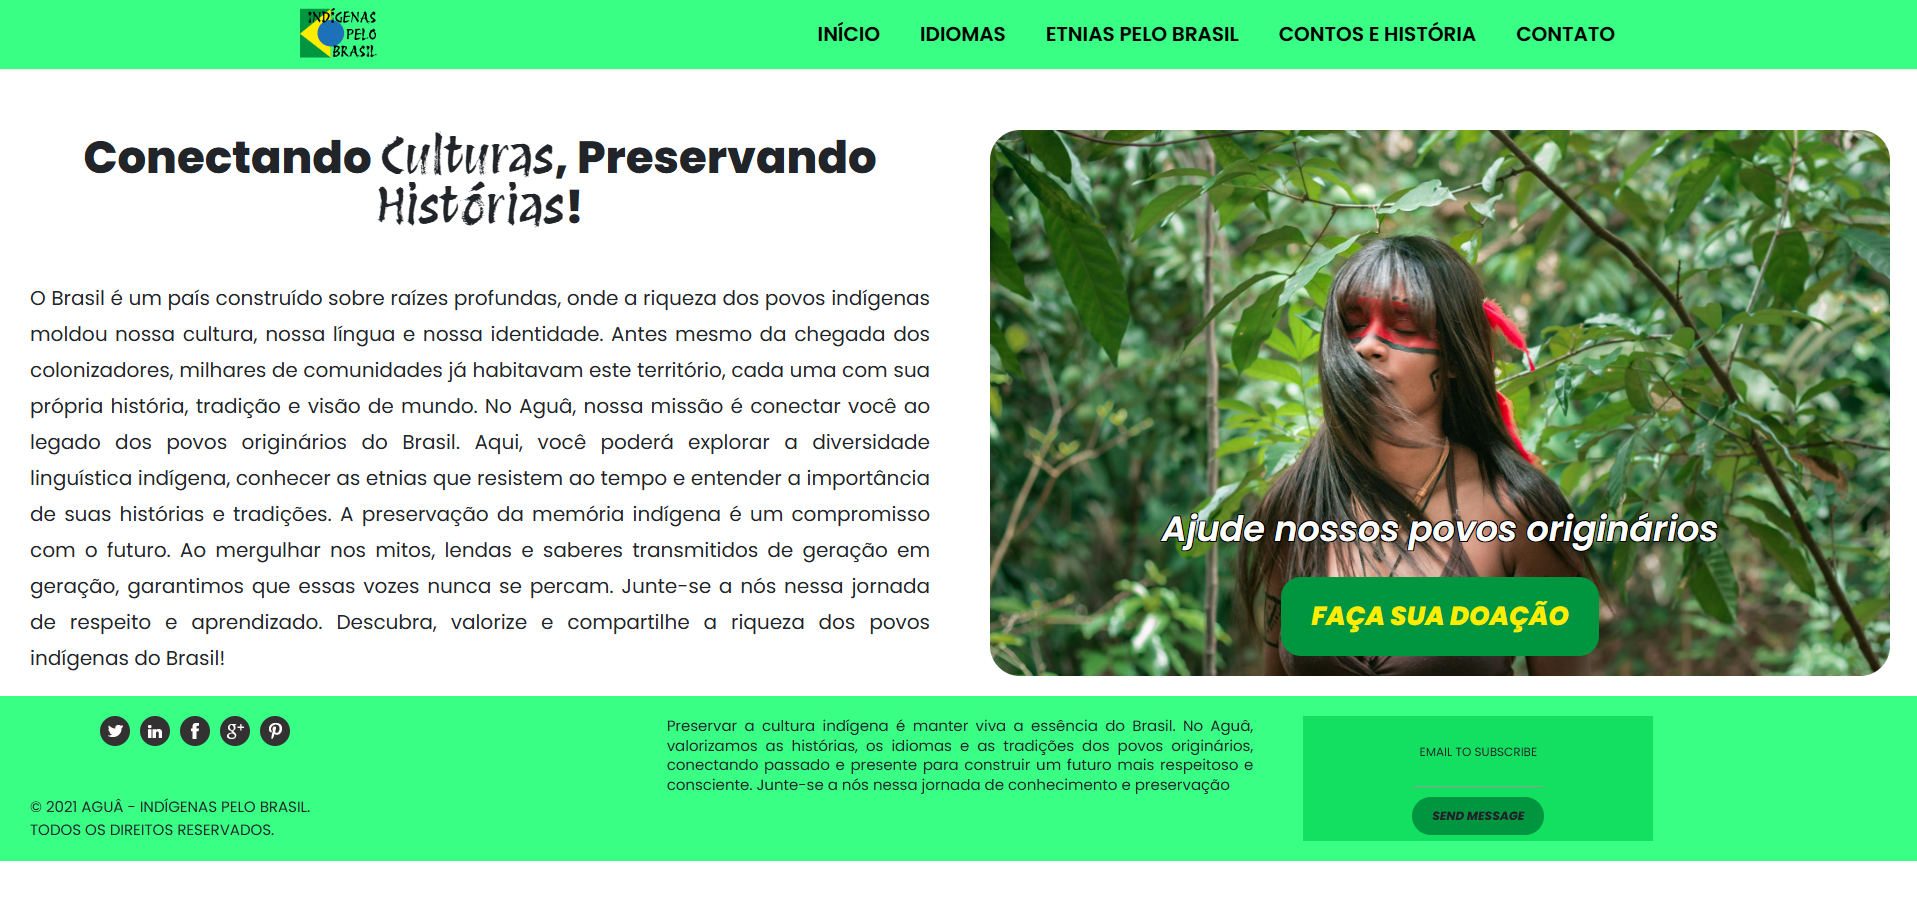 INDÍGENAS
PELO
BRASIL
INÍCIO IDIOMAS ETNIAS PELO BRASIL CONTOS E HISTÓRIA CONTATO
Conectando Culturas, Preservando
Histórias!
O Brasil é um país construído sobre raízes profundas, onde a riqueza dos povos indígenas
moldou nossa cultura, nossa língua e nossa identidade. Antes mesmo da chegada dos
colonizadores, milhares de comunidades já habitavam este território, cada uma com sua
própria história, tradição e visão de mundo. No Aguâ, nossa missão é conectar você ao
legado dos povos originários do Brasil. Aqui, você poderá explorar a diversidade
linguística indígena, conhecer as etnias que resistem ao tempo e entender a importância
de suas histórias e tradições. A preservação da memória indígena é um compromisso
com o futuro. Ao mergulhar nos mitos, lendas e saberes transmitidos de geração em
geração, garantimos que essas vozes nunca se percam. Junte-se a nós nessa jornada
de respeito e aprendizado. Descubra, valorize e compartilhe a riqueza dos povos
indígenas do Brasil!
Ajude nossos povos originários
FAÇA SUA DOAÇÃO
© 2021 AGUÂ - INDÍGENAS PELO BRASIL.
TODOS OS DIREITOS RESERVADOS.
Preservar a cultura indígena é manter viva a essência do Brasil. No Aguâ,
valorizamos as histórias, os idiomas e as tradições dos povos originários,
conectando passado e presente para construir um futuro mais respeitoso e
consciente. Junte-se a nós nessa jornada de conhecimento e preservação
EMAIL TO SUBSCRIBE
SEND MESSAGE